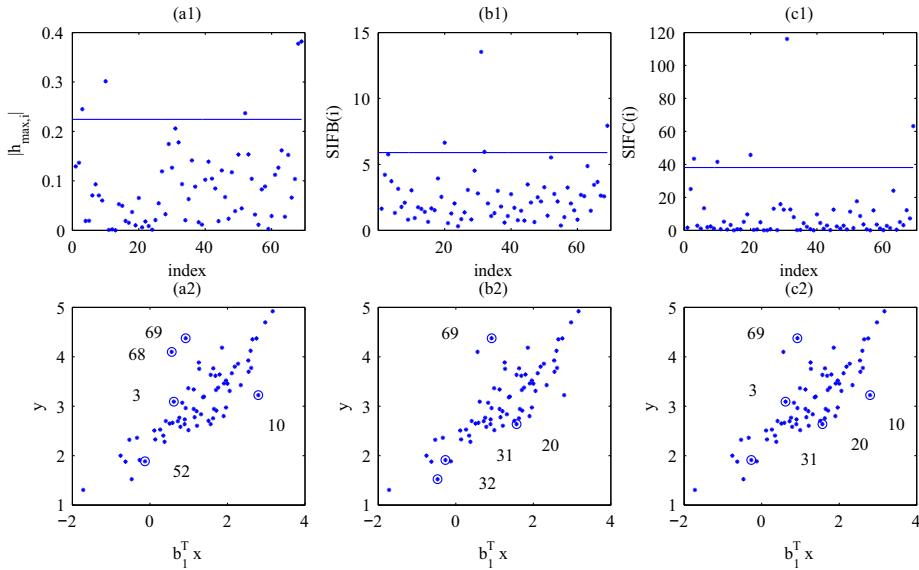 (a1) (b1) (c1)
0.4
0.3
0.2
0.1
0
|h_max,i|
0 20 40 60
index
15
10
5
0
SIFB(i)
0 20 40 60
index
120
100
80
60
40
20
0
SIFC(i)
0 20 40 60
index
(a2) (b2) (c2)
5
4
3
2
1
y
69
68
3
10
52
−2 0 2 4
b_1^T x
5
4
3
2
1
y
69
20
31
32
−2 0 2 4
b_1^T x
5
4
3
2
1
y
69
3
10
20
31
−2 0 2 4
b_1^T x